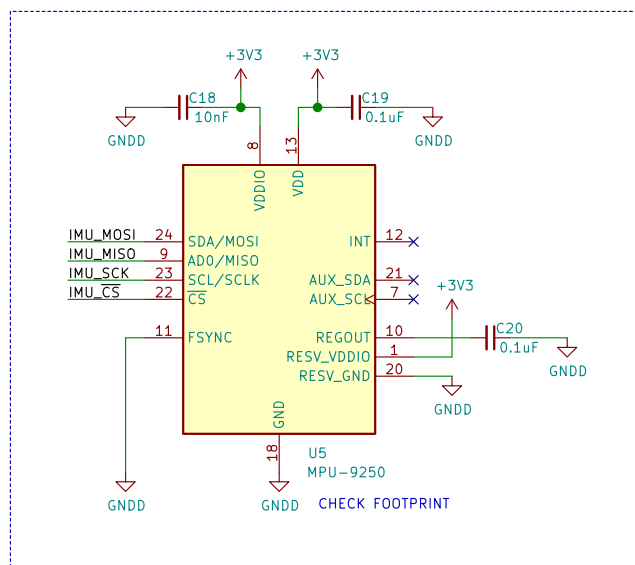 +3V3 +3V3
C18 C19
10nF 0.1uF
GNDD GNDD
8 13
VDDIO VDD
IMU_MOSI 24 SDA/MOSI INT 12
IMU_MISO 9 AD0/MISO
IMU_SCK 23 SCL/SCLK AUX_SDA 21
IMU_CS 22 CS AUX_SCL 7
+3V3
11 FSYNC REGOUT 10 C20
RESV_VDDIO 1 0.1uF
RESV_GND 20 GNDD
GNDD
GND
18
U5
MPU-9250
GNDD GNDD CHECK FOOTPRINT